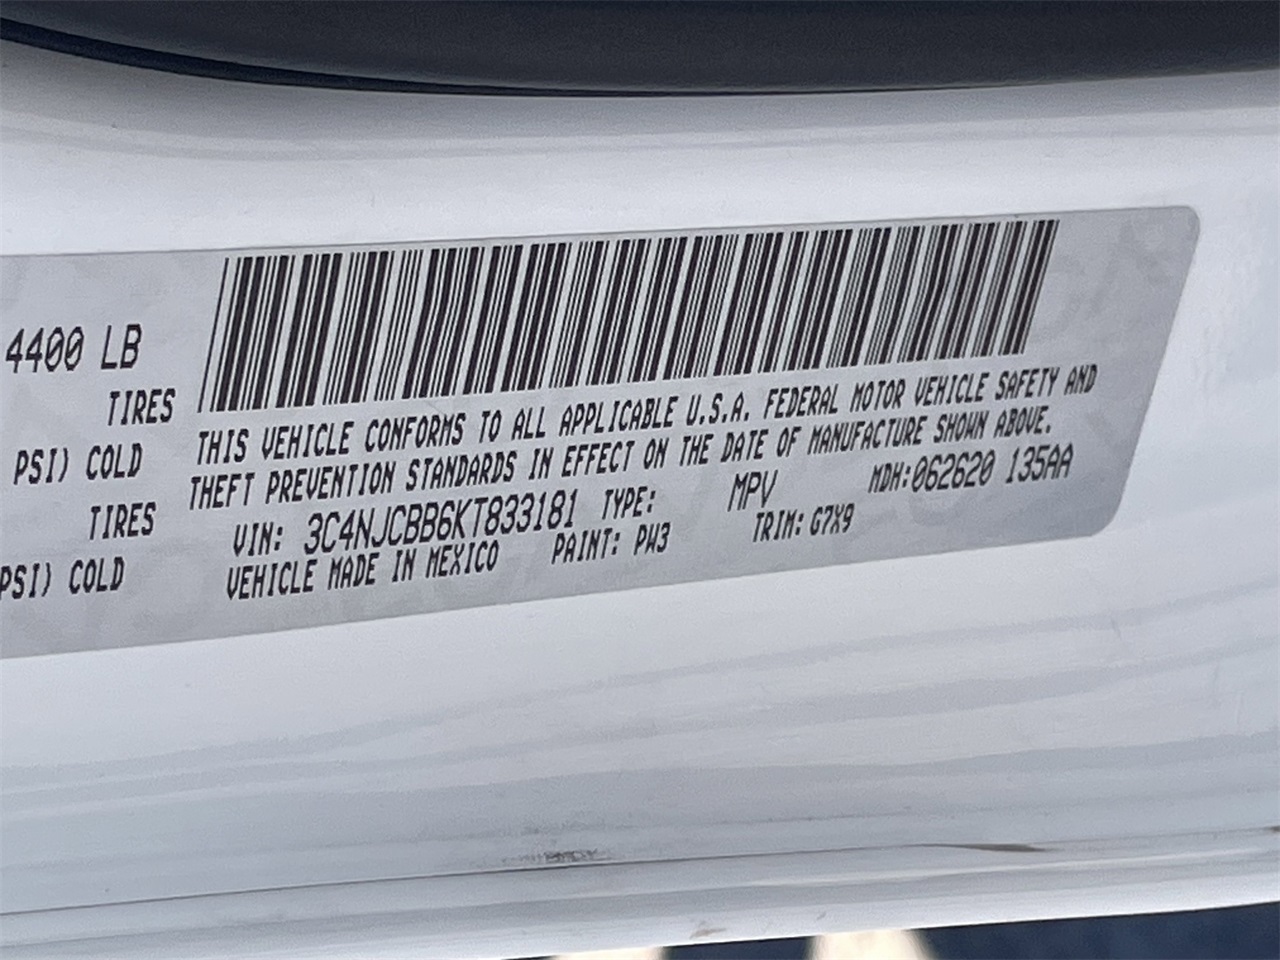 4400 LB
TIRES
PSI) COLD
TIRES
PSI) COLD
THIS VEHICLE CONFORMS TO ALL APPLICABLE U.S.A. FEDERAL MOTOR VEHICLE SAFETY AND
THEFT PREVENTION STANDARDS IN EFFECT ON THE DATE OF MANUFACTURE SHOWN ABOVE.
VIN: 3C4NJCBB6KT833181 TYPE: MPV MDH:062620 135AA
VEHICLE MADE IN MEXICO PAINT: PW3 TRIM: G7X9